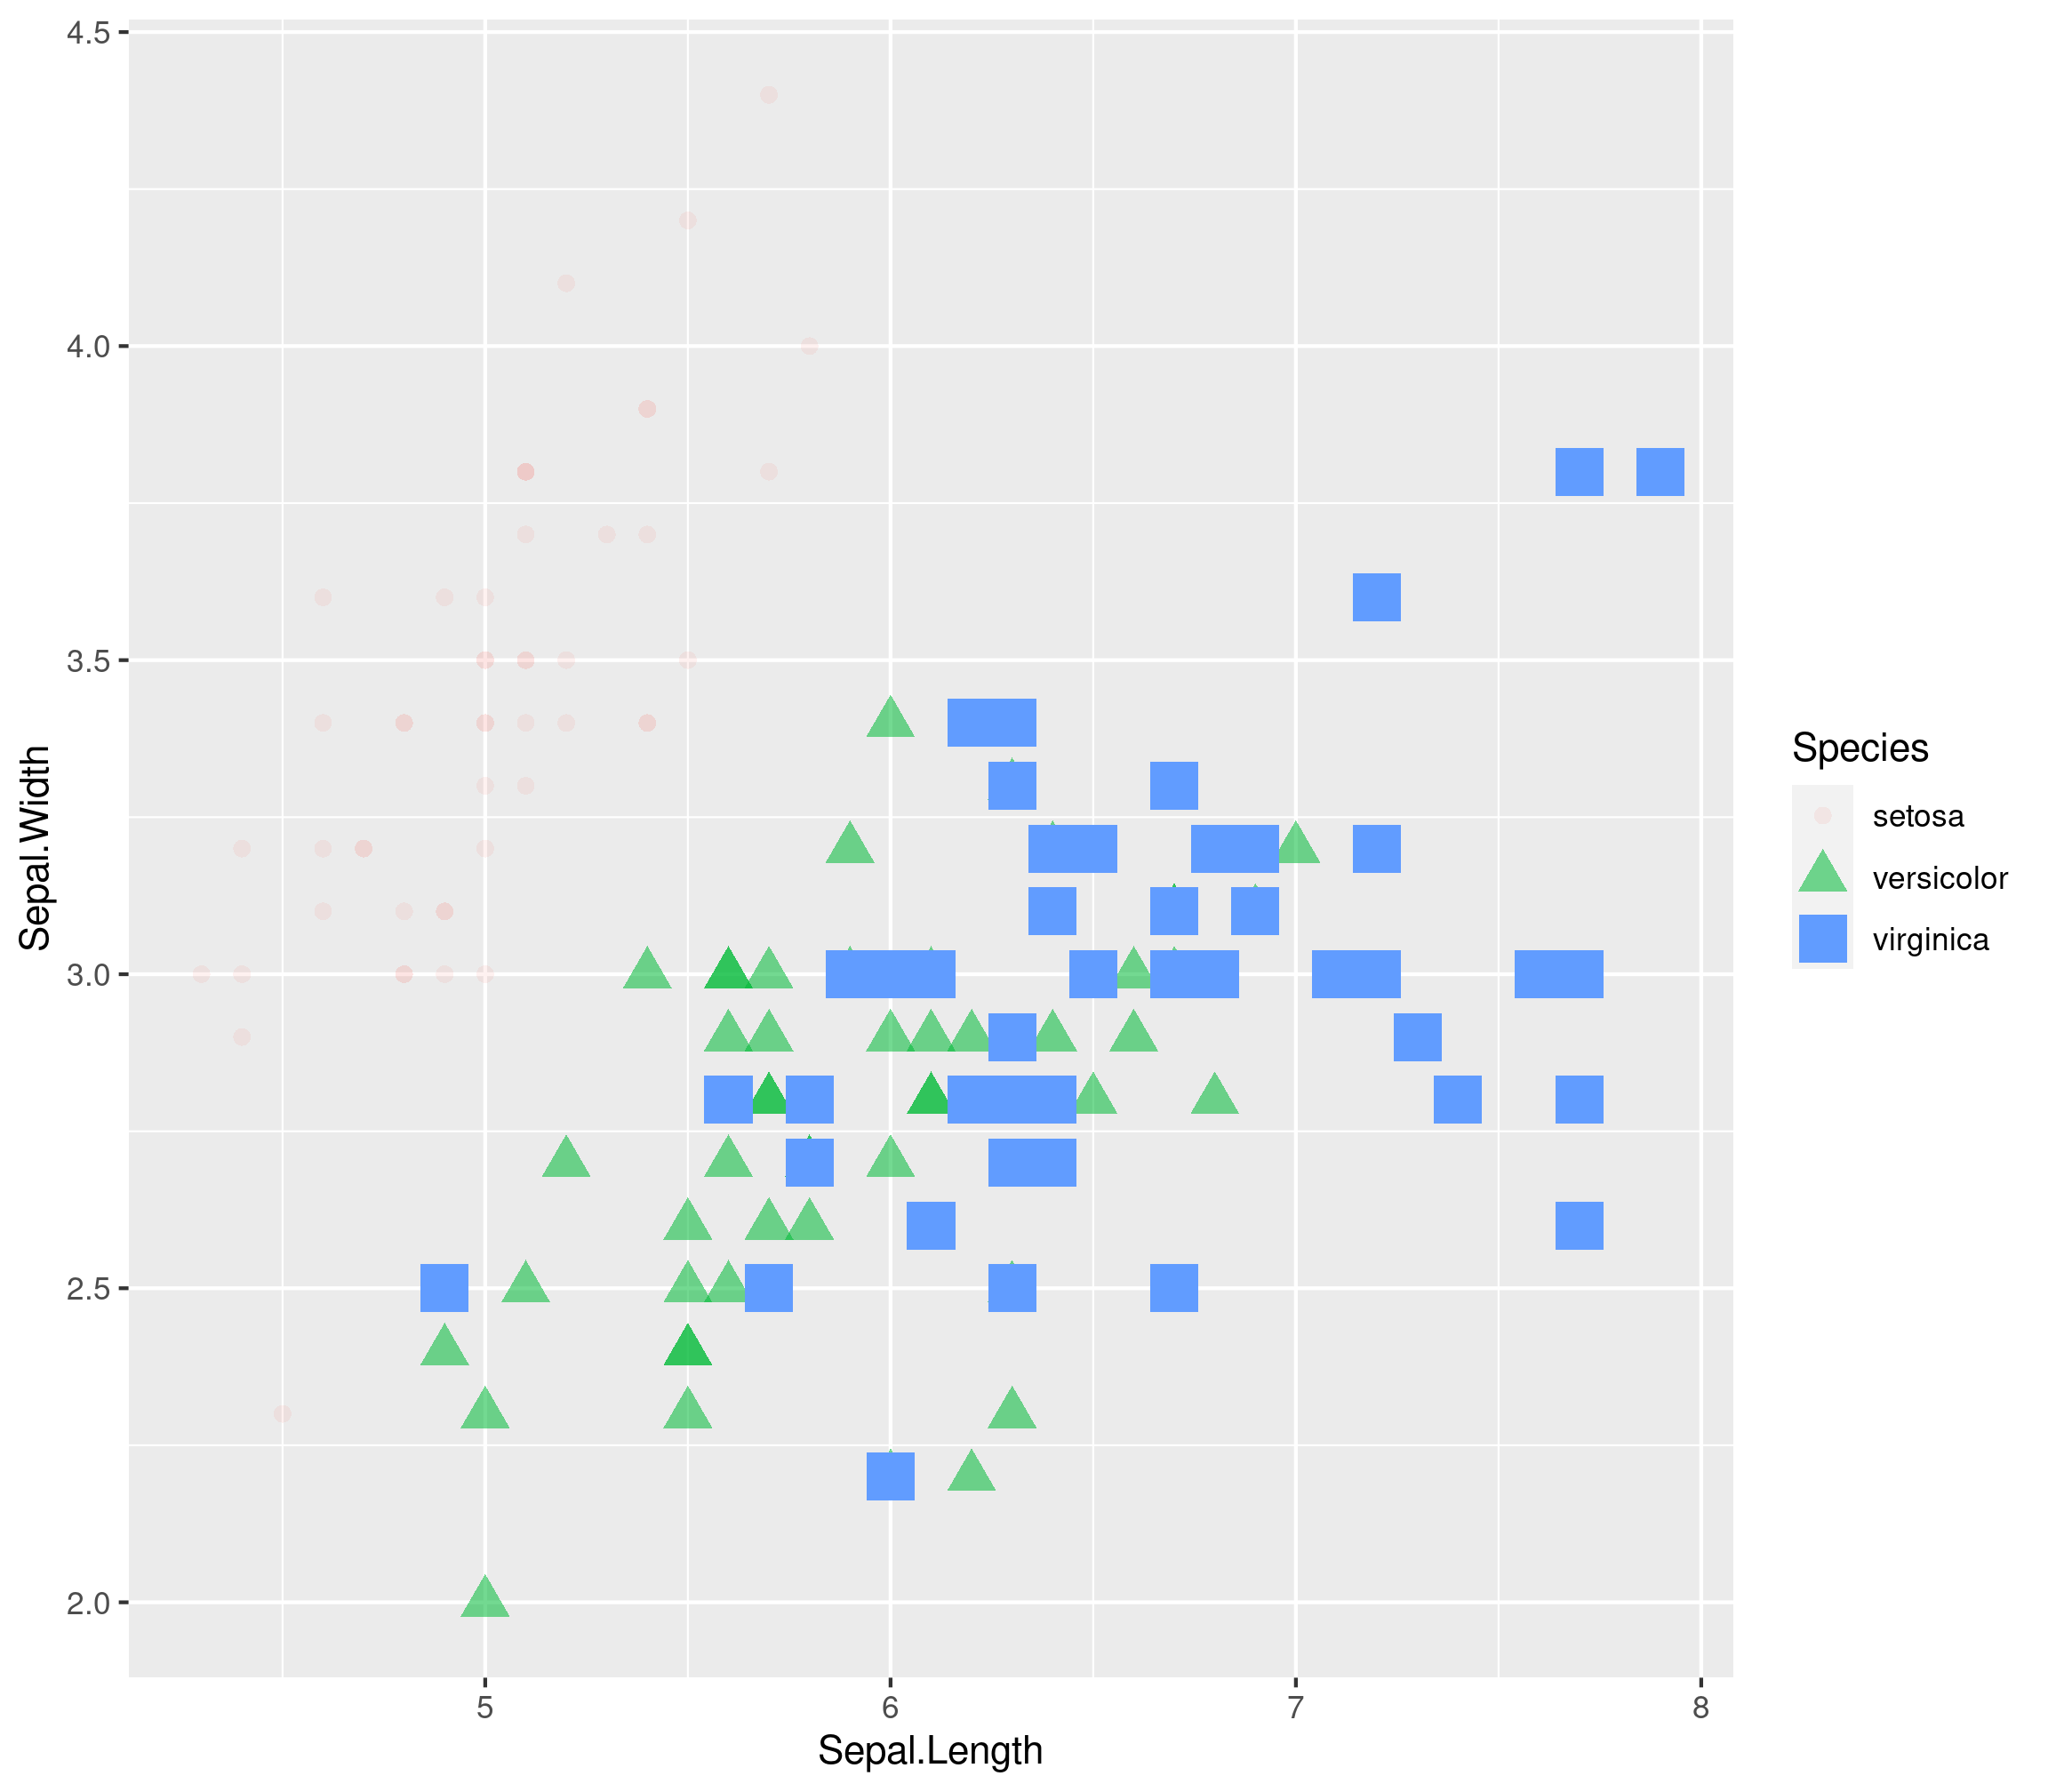 4.5
4.0
3.5
3.0
2.5
2.0
Sepal.Width
5 6 7 8
Sepal.Length
Species
setosa
versicolor
virginica